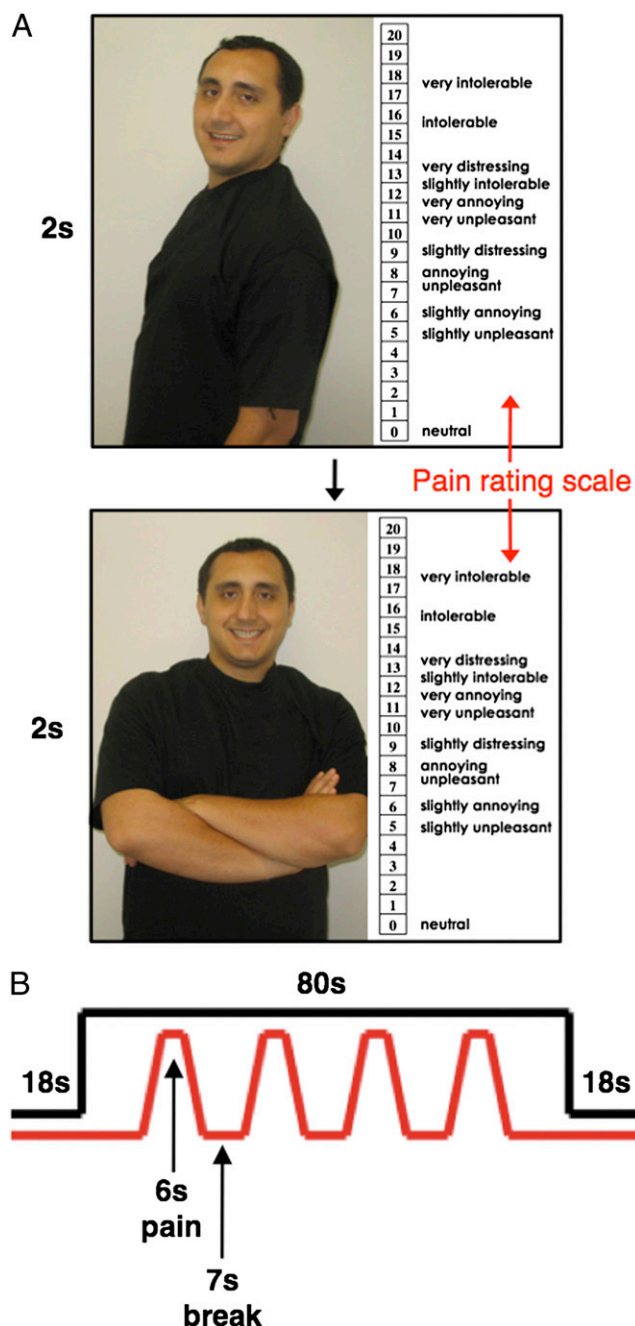 A
20
19
18
very intolerable
17
16
intolerable
15
14
very distressing
13
slightly intolerable
12
very annoying
11
very unpleasant
10
9
slightly distressing
8
annoying
unpleasant
7
6
slightly annoying
5
slightly unpleasant
4
3
2
1
0
neutral
2s
Pain rating scale
20
19
18
very intolerable
17
16
intolerable
15
14
very distressing
13
slightly intolerable
12
very annoying
11
very unpleasant
10
9
slightly distressing
8
annoying
unpleasant
7
6
slightly annoying
5
slightly unpleasant
4
3
2
1
0
neutral
2s
B
80s
18s
18s
6s
pain
7s
break